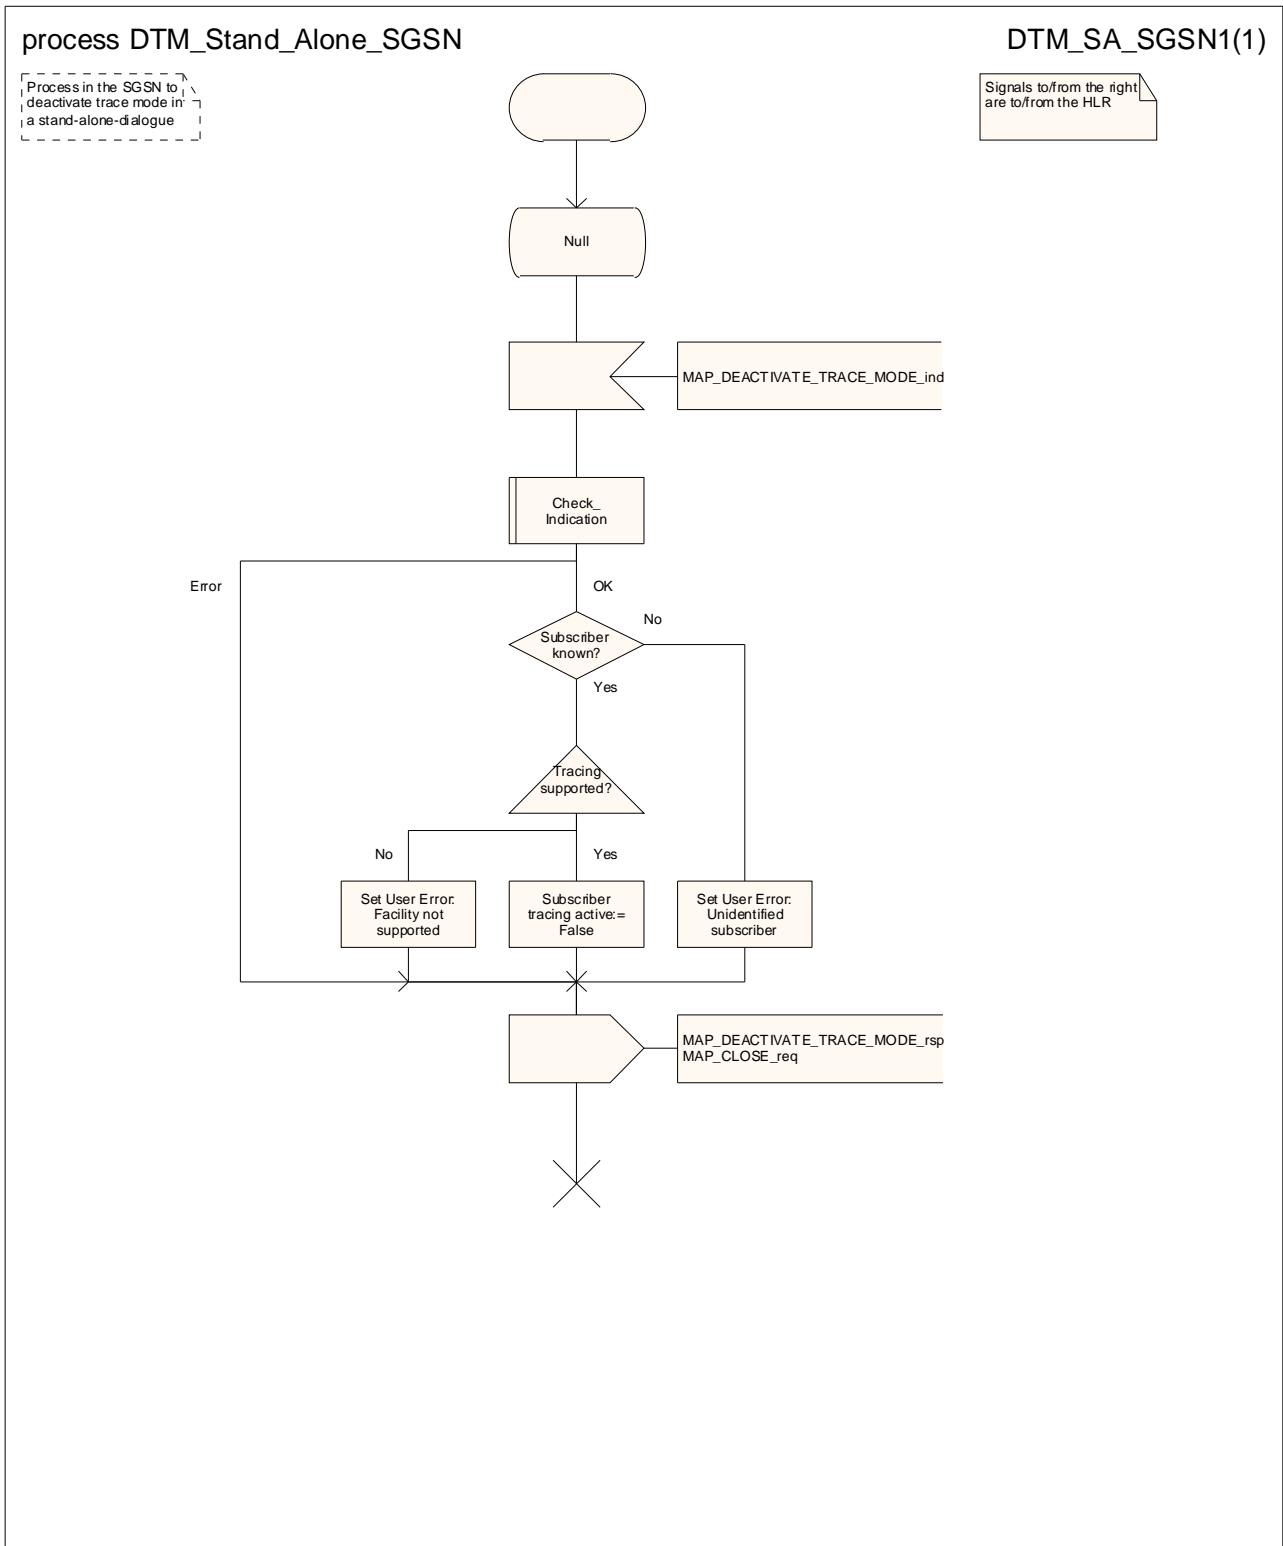 process DTM_Stand_Alone_SGSN
DTM_SA_SGSN1(1)
Process in the SGSN to
deactivate trace mode in
a stand-alone-dialogue
Signals to/from the right
are to/from the HLR
Null
MAP_DEACTIVATE_TRACE_MODE_ind
Check_
Indication
Error
OK
No
Subscriber
known?
Yes
Tracing
supported?
No
Yes
Set User Error:
Facility not
supported
Subscriber
tracing active:=
False
Set User Error:
Unidentified
subscriber
MAP_DEACTIVATE_TRACE_MODE_rsp
MAP_CLOSE_req